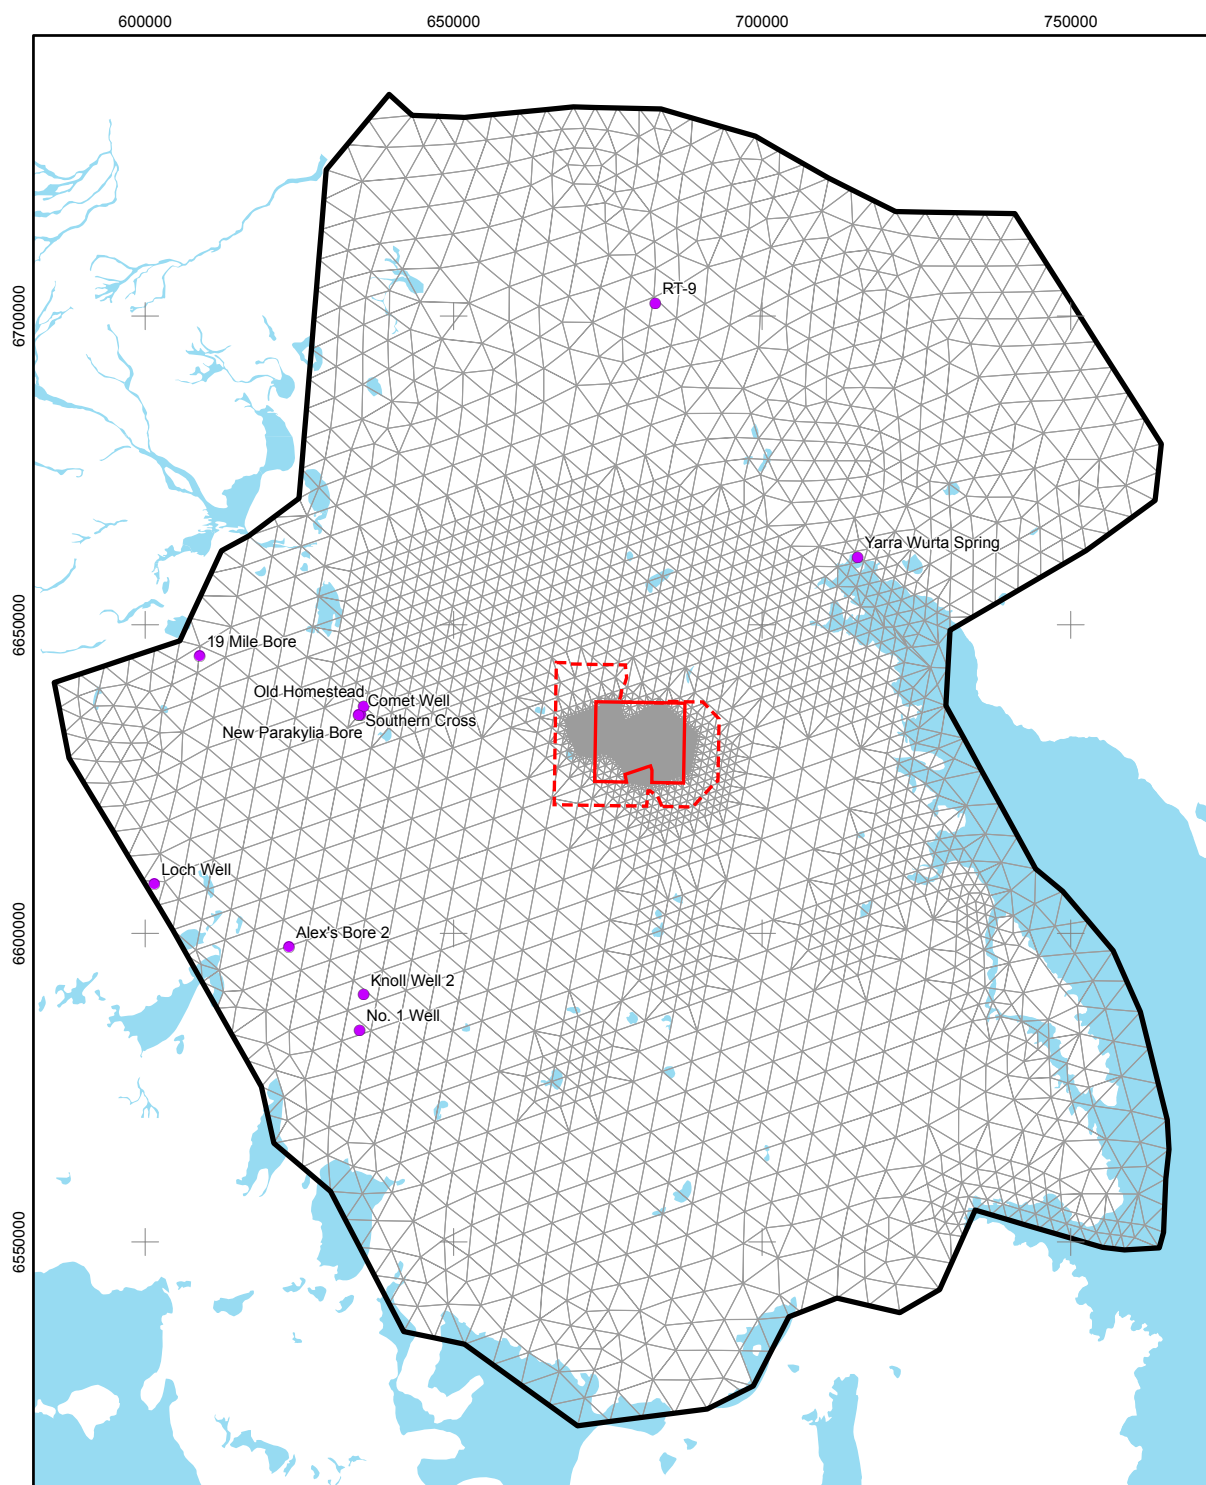 600000
650000
700000
750000
6700000
RT-9
Yarra Wurta Spring
6650000
19 Mile Bore
Old Homestead
Comet Well
Southern Cross
New Parakylia Bore
Loch Well
6600000
Alex's Bore 2
Knoll Well 2
No. 1 Well
6550000